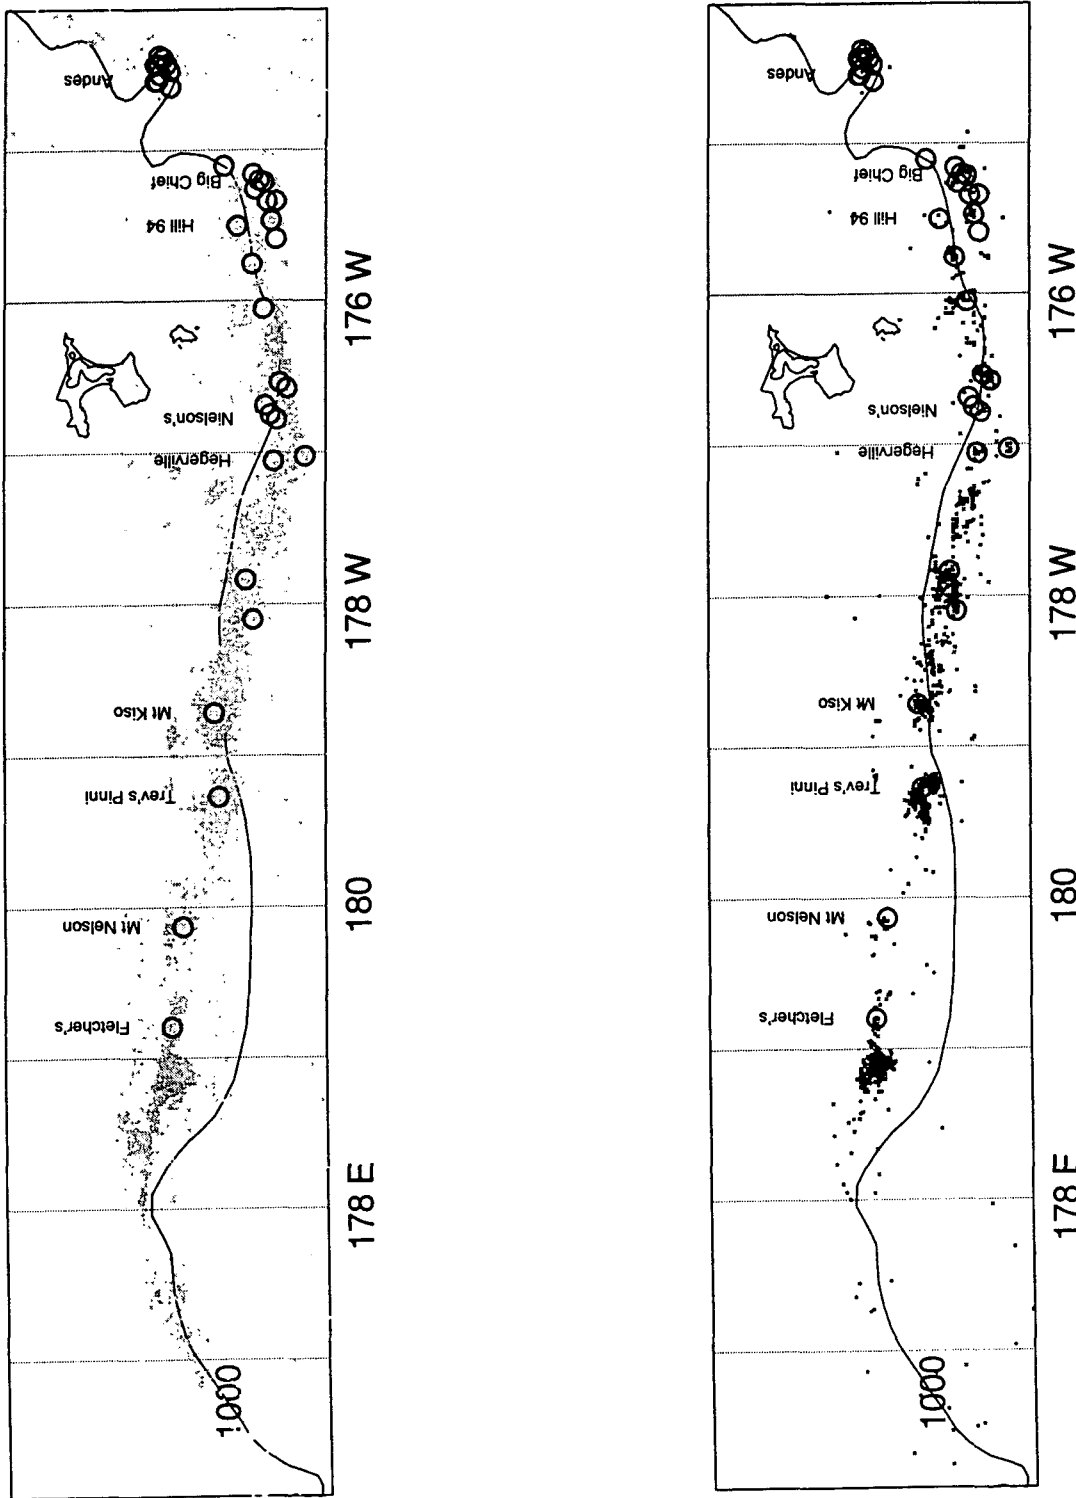 Andes
Big Chief
Hill 94
Nielson's
Hegerville
Mt Kiso
Trev's Pinni
Mt Nelson
Fletcher's
1000
176 W
178 W
180
178 E
Andes
Big Chief
Hill 94
Nielson's
Hegerville
Mt Kiso
Trev's Pinni
Mt Nelson
Fletcher's
1000
176 W
178 W
180
178 E